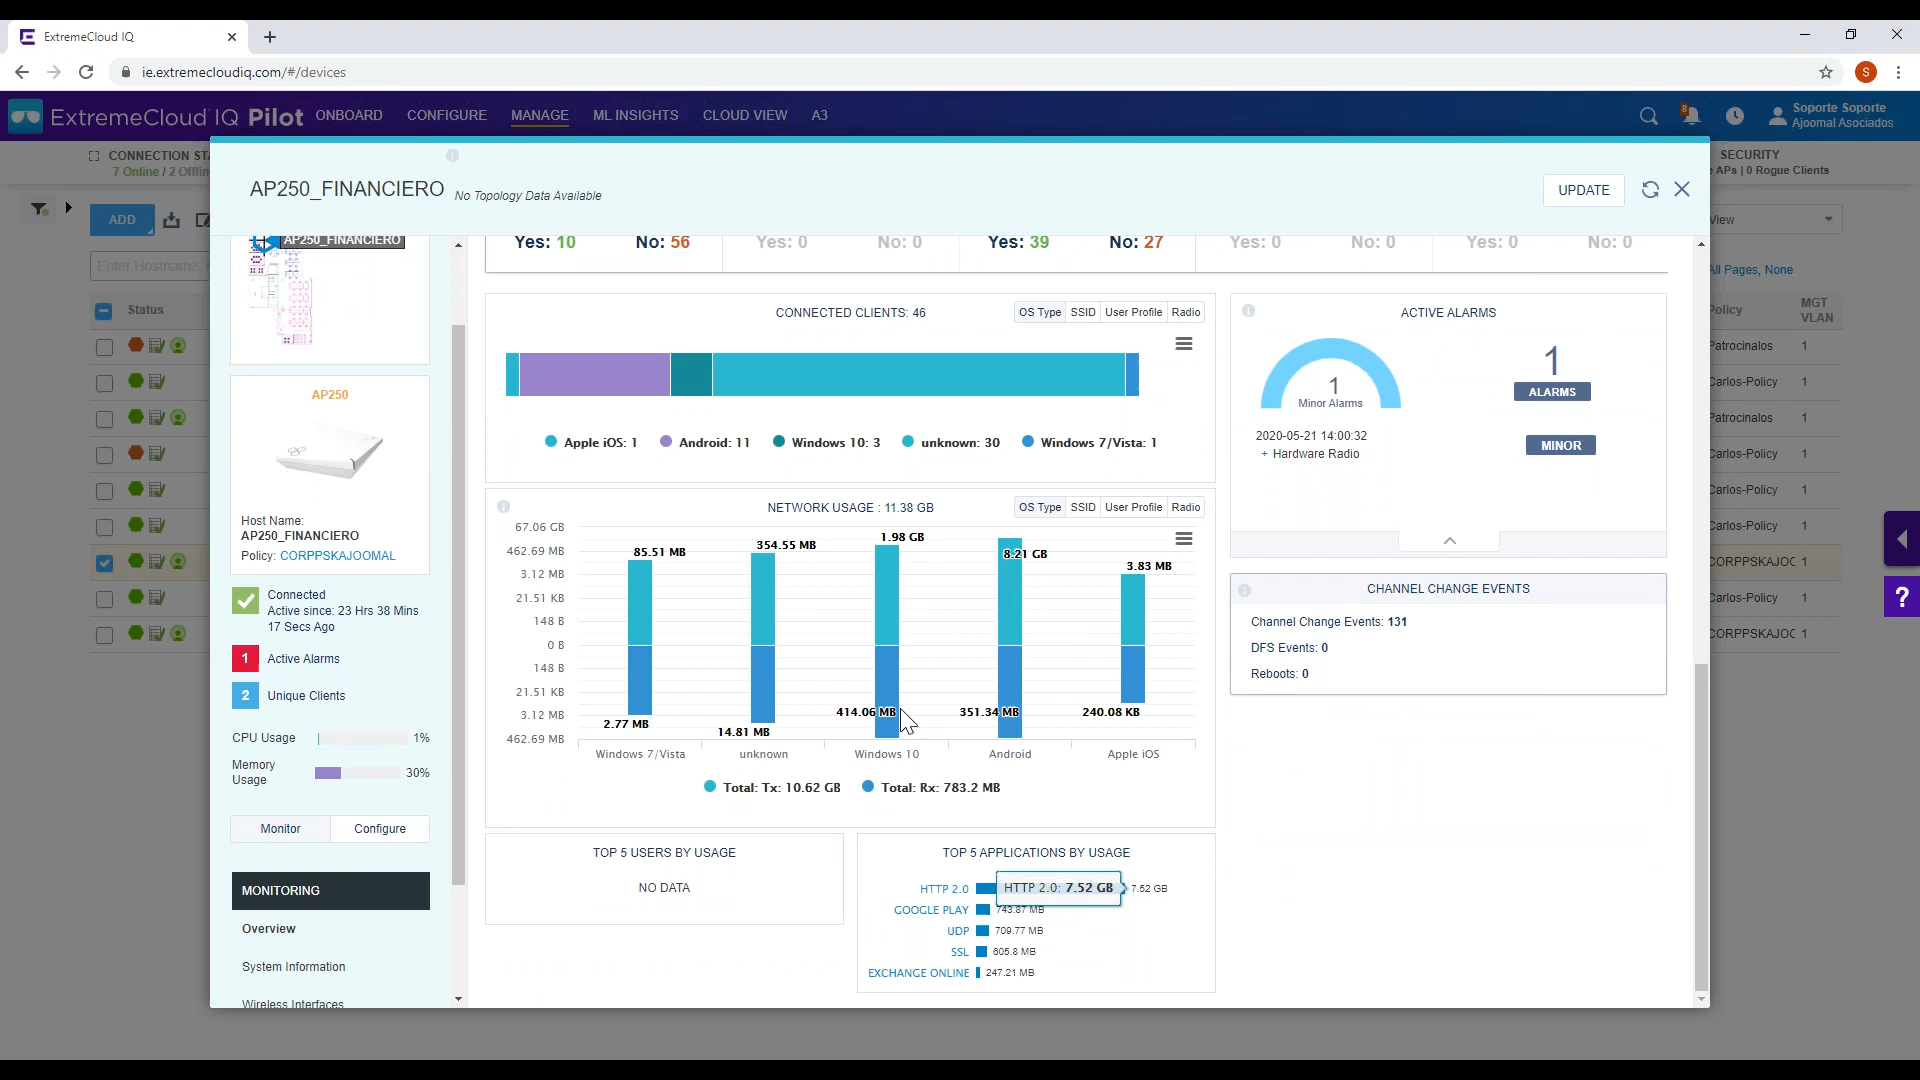 ExtremeCloud IQ
ie.extremecloudiq.com/#/devices
S
ExtremeCloud IQ Pilot
ONBOARD
CONFIGURE
MANAGE
ML INSIGHTS
CLOUD VIEW
A3
8
Soporte Soporte
Ajoomal Asociados
CONNECTION STA
7 Online / 2 Offlin
SECURITY
e APs | 0 Rogue Clients
AP250_FINANCIERO
No Topology Data Available
UPDATE
ADD
View
Enter Hostname,
All Pages, None
Status
Policy
MGT
VLAN
Patrocinalos 1
Carlos-Policy 1
Patrocinalos 1
Carlos-Policy 1
Carlos-Policy 1
Carlos-Policy 1
CORPPSKAJOC 1
Carlos-Policy 1
CORPPSKAJOC 1
?
AP250_FINANCIERO
AP250
Host Name:
AP250_FINANCIERO
Policy: CORPPSKAJOOMAL
Connected
Active since: 23 Hrs 38 Mins
17 Secs Ago
1 Active Alarms
2 Unique Clients
CPU Usage 1%
Memory
Usage 30%
Monitor
Configure
MONITORING
Overview
System Information
Wireless Interfaces
Yes: 10 No: 56 Yes: 0 No: 0 Yes: 39 No: 27 Yes: 0 No: 0 Yes: 0 No: 0
CONNECTED CLIENTS: 46
OS Type SSID User Profile Radio
Apple iOS: 1 Android: 11 Windows 10: 3 unknown: 30 Windows 7/Vista: 1
NETWORK USAGE : 11.38 GB
OS Type SSID User Profile Radio
67.06 GB
462.69 MB
3.12 MB
21.51 KB
148 B
0 B
148 B
21.51 KB
3.12 MB
462.69 MB
85.51 MB
354.55 MB
1.98 GB
8.21 GB
3.83 MB
2.77 MB
14.81 MB
414.06 MB
351.34 MB
240.08 KB
Windows 7/Vista unknown Windows 10 Android Apple iOS
Total: Tx: 10.62 GB Total: Rx: 783.2 MB
TOP 5 USERS BY USAGE
NO DATA
TOP 5 APPLICATIONS BY USAGE
HTTP 2.0 HTTP 2.0: 7.52 GB 7.52 GB
GOOGLE PLAY 743.87 MB
UDP 709.77 MB
SSL 605.8 MB
EXCHANGE ONLINE 247.21 MB
ACTIVE ALARMS
1
Minor Alarms
1
ALARMS
2020-05-21 14:00:32
+ Hardware Radio
MINOR
CHANNEL CHANGE EVENTS
Channel Change Events: 131
DFS Events: 0
Reboots: 0